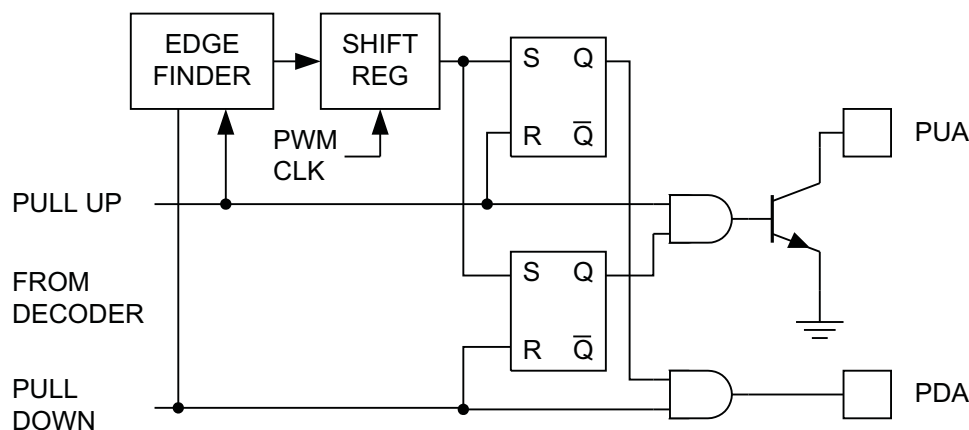 EDGE
FINDER
SHIFT
REG
S Q
R Q̅
PWM
CLK
PUA
PULL UP
FROM
DECODER
S Q
R Q̅
PULL
DOWN
PDA